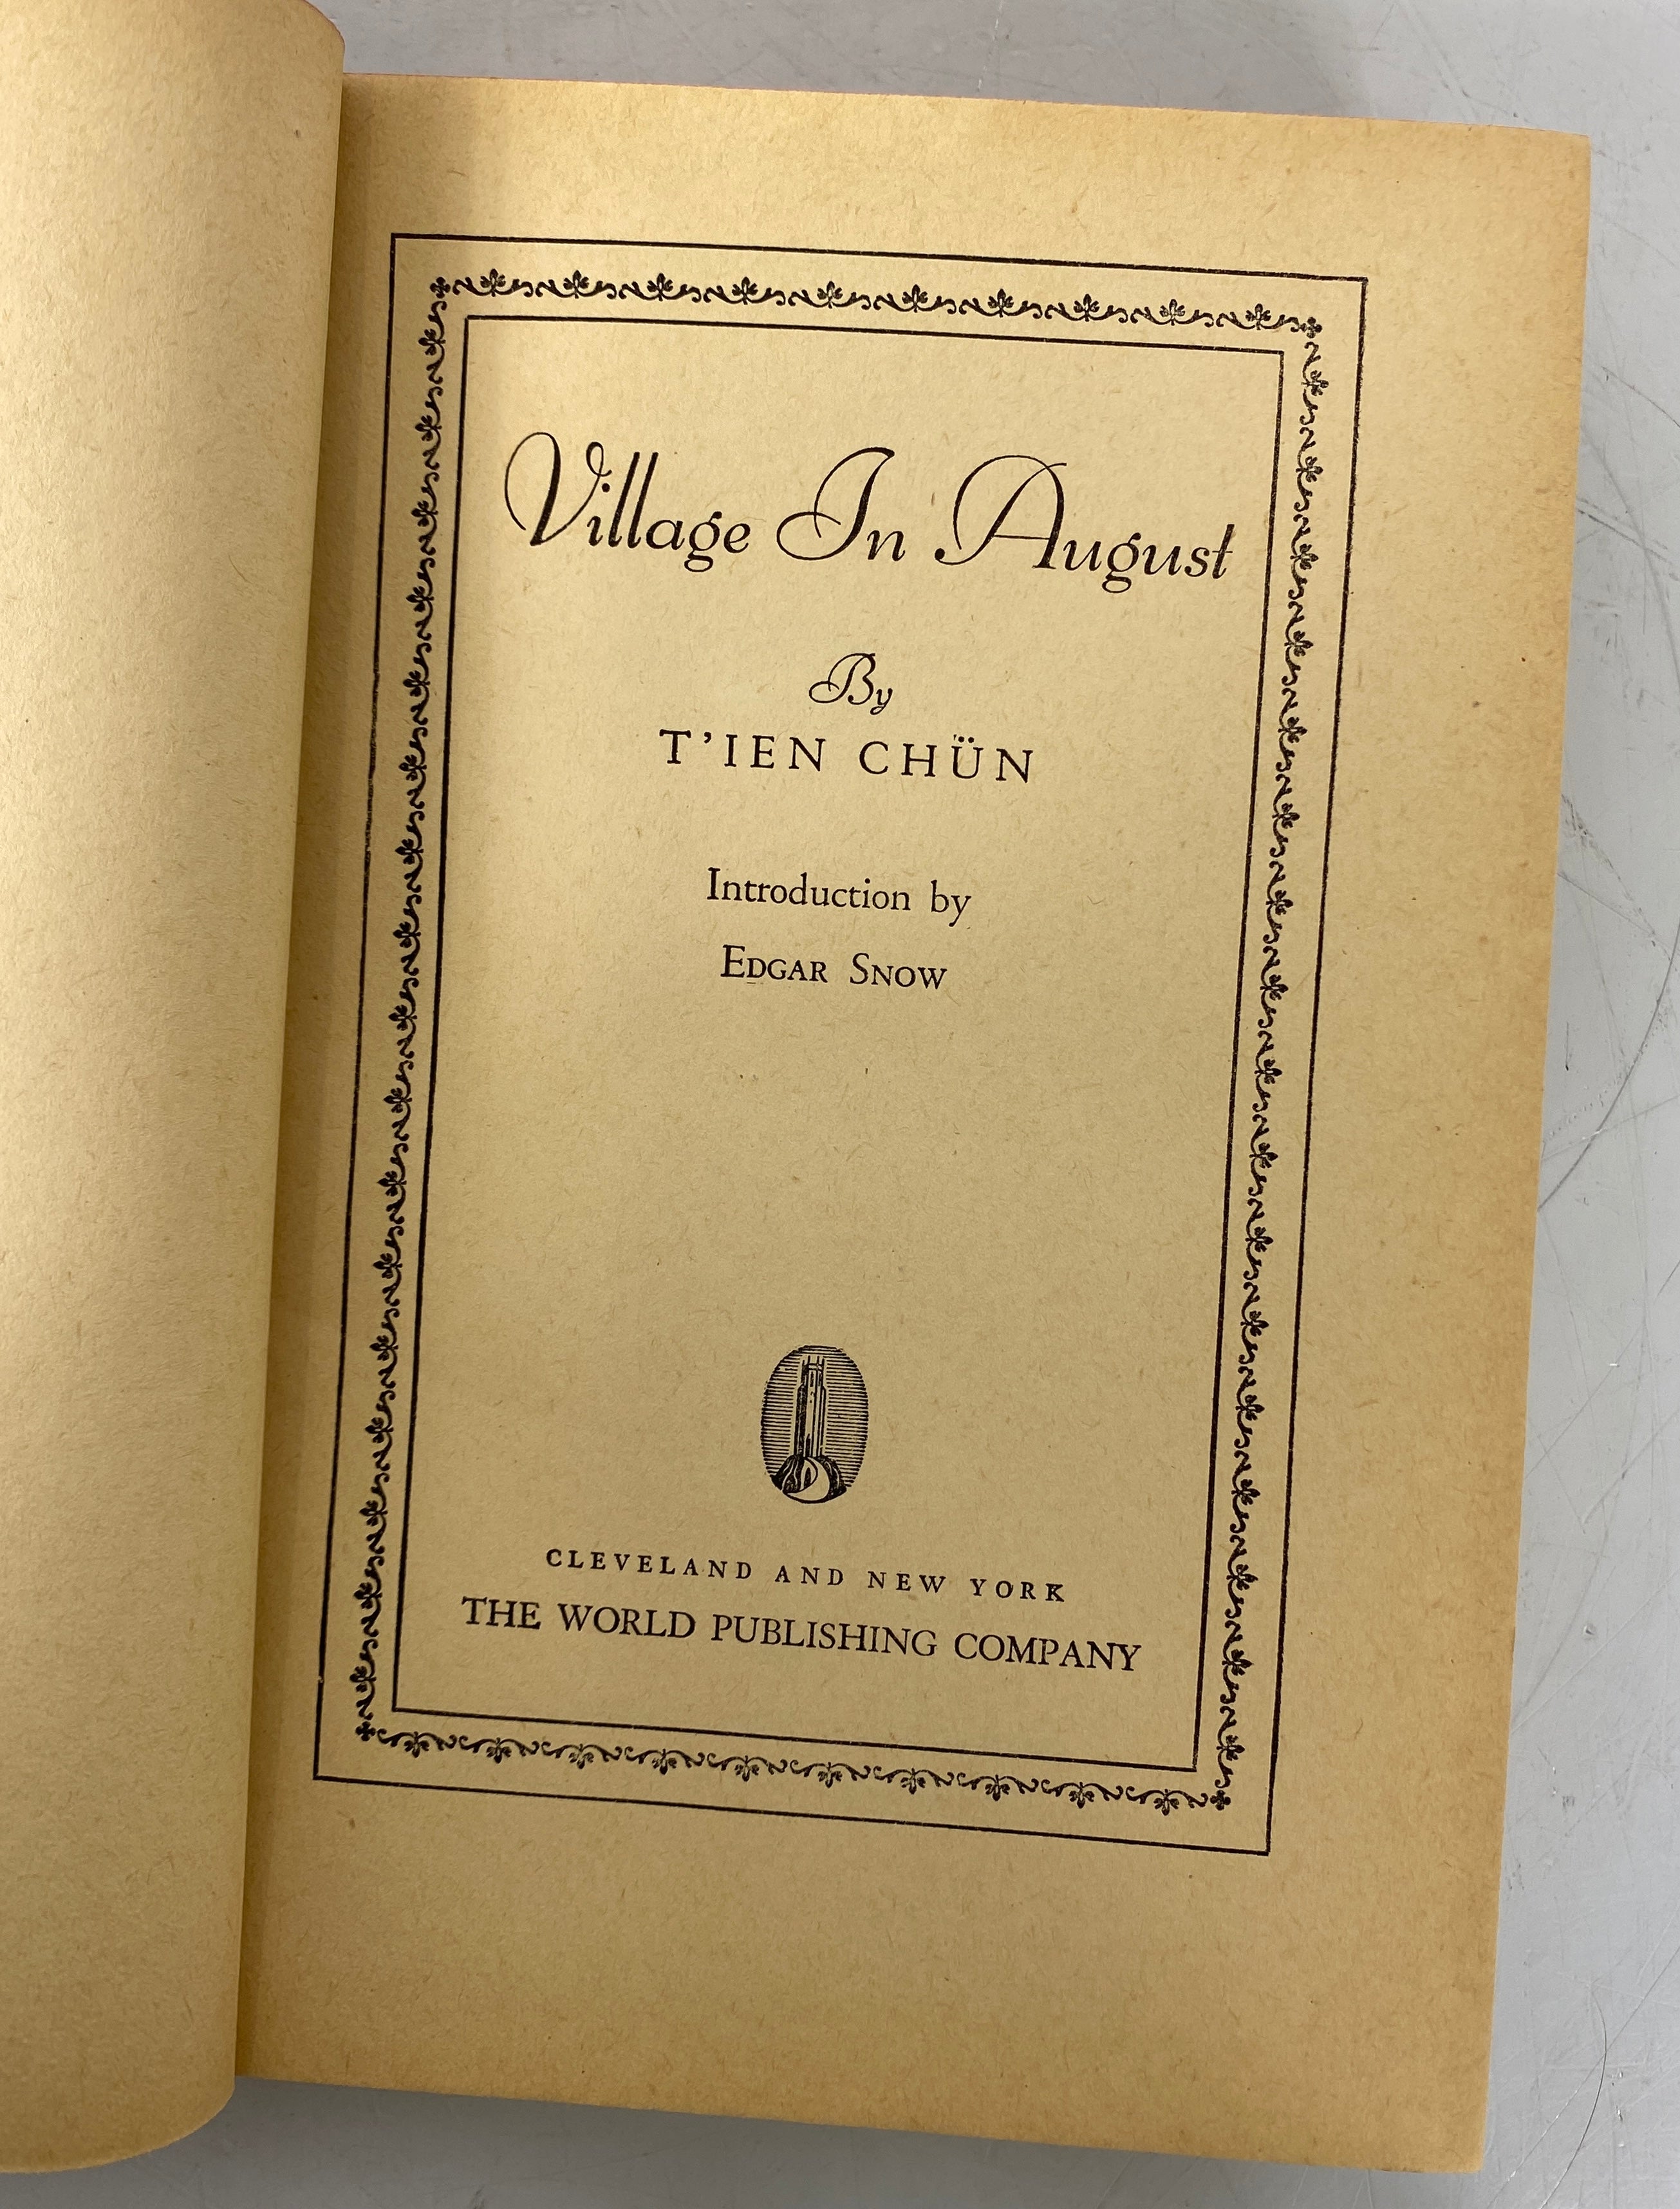 Village In August
By
T'IEN CHÜN
Introduction by
EDGAR SNOW
CLEVELAND AND NEW YORK
THE WORLD PUBLISHING COMPANY